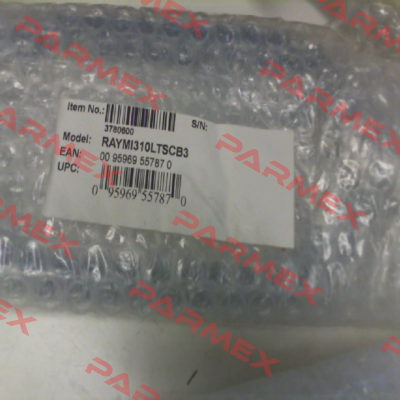 Item No.:
S/N:
3780600
Model: RAYMI310LTSCB3
EAN: 00 95969 55787 0
UPC:
0 95969 55787 0
PARMEX
PARMEX
PARMEX
PARMEX
PARMEX
PARMEX
PARMEX